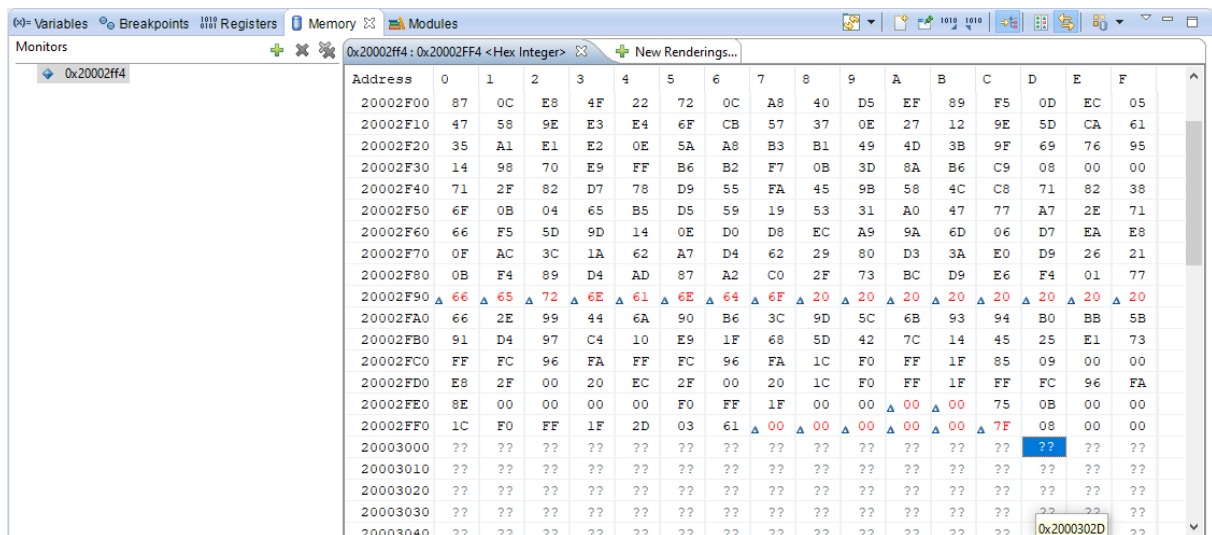 (x)= Variables Breakpoints 1010 0101 Registers Memory Modules
Monitors
0x20002ff4 : 0x20002FF4 <Hex Integer> New Renderings...
0x20002ff4
Address 0 1 2 3 4 5 6 7 8 9 A B C D E F
20002F00 87 0C E8 4F 22 72 0C A8 40 D5 EF 89 F5 0D EC 05
20002F10 47 58 9E E3 E4 6F CB 57 37 0E 27 12 9E 5D CA 61
20002F20 35 A1 E1 E2 0E 5A A8 B3 B1 49 4D 3B 9F 69 76 95
20002F30 14 98 70 E9 FF B6 B2 F7 0B 3D 8A B6 C9 08 00 00
20002F40 71 2F 82 D7 78 D9 55 FA 45 9B 58 4C C8 71 82 38
20002F50 6F 0B 04 65 B5 D5 59 19 53 31 A0 47 77 A7 2E 71
20002F60 66 F5 5D 9D 14 0E D0 D8 EC A9 9A 6D 06 D7 EA E8
20002F70 0F AC 3C 1A 62 A7 D4 62 29 80 D3 3A E0 D9 26 21
20002F80 0B F4 89 D4 AD 87 A2 C0 2F 73 BC D9 E6 F4 01 77
20002F90 66 65 72 6E 61 6E 64 6F 20 20 20 20 20 20 20 20
20002FA0 66 2E 99 44 6A 90 B6 3C 9D 5C 6B 93 94 B0 BB 5B
20002FB0 91 D4 97 C4 10 E9 1F 68 5D 42 7C 14 45 25 E1 73
20002FC0 FF FC 96 FA FF FC 96 FA 1C F0 FF 1F 85 09 00 00
20002FD0 E8 2F 00 20 EC 2F 00 20 1C F0 FF 1F FF FC 96 FA
20002FE0 8E 00 00 00 00 F0 FF 1F 00 00 00 00 75 0B 00 00
20002FF0 1C F0 FF 1F 2D 03 61 00 00 00 00 00 7F 08 00 00
20003000 ?? ?? ?? ?? ?? ?? ?? ?? ?? ?? ?? ?? ?? ?? ?? ??
20003010 ?? ?? ?? ?? ?? ?? ?? ?? ?? ?? ?? ?? ?? ?? ?? ??
20003020 ?? ?? ?? ?? ?? ?? ?? ?? ?? ?? ?? ?? ?? ?? ?? ??
20003030 ?? ?? ?? ?? ?? ?? ?? ?? ?? ?? ?? ?? ?? ?? ?? ??
20003040 ?? ?? ?? ?? ?? ?? ?? ?? ?? ?? ?? ?? ?? ??
0x2000302D